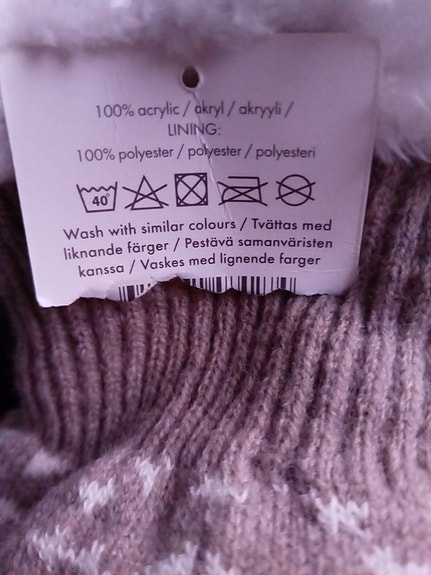 100% acrylic / akryl / akryyli /
LINING:
100% polyester / polyester / polyesteri
40°
Wash with similar colours / Tvättas med
liknande färger / Pestävä samanväristen
kanssa / Vaskes med lignende farger